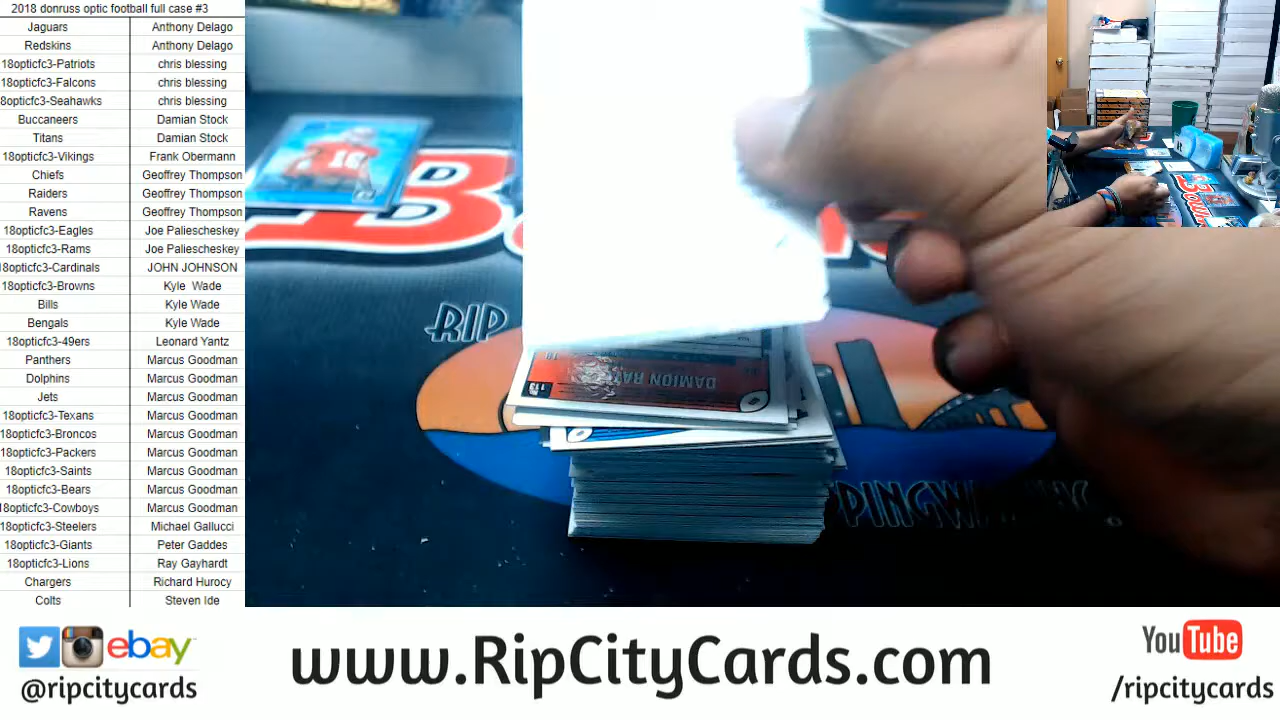 2018 donruss optic football full case #3
Jaguars Anthony Delago
Redskins Anthony Delago
18opticfc3-Patriots chris blessing
18opticfc3-Falcons chris blessing
8opticfc3-Seahawks chris blessing
Buccaneers Damian Stock
Titans Damian Stock
18opticfc3-Vikings Frank Obermann
Chiefs Geoffrey Thompson
Raiders Geoffrey Thompson
Ravens Geoffrey Thompson
18opticfc3-Eagles Joe Paliescheskey
18opticfc3-Rams Joe Paliescheskey
18opticfc3-Cardinals JOHN JOHNSON
18opticfc3-Browns Kyle Wade
Bills Kyle Wade
Bengals Kyle Wade
18opticfc3-49ers Leonard Yantz
Panthers Marcus Goodman
Dolphins Marcus Goodman
Jets Marcus Goodman
18opticfc3-Texans Marcus Goodman
18opticfc3-Broncos Marcus Goodman
18opticfc3-Packers Marcus Goodman
18opticfc3-Saints Marcus Goodman
18opticfc3-Bears Marcus Goodman
18opticfc3-Cowboys Marcus Goodman
18opticfc3-Steelers Michael Gallucci
18opticfc3-Giants Peter Gaddes
18opticfc3-Lions Ray Gayhardt
Chargers Richard Hurocy
Colts Steven Ide
RIP
DAMION
ebay
@ripcitycards
www.RipCityCards.com
YouTube
/ripcitycards